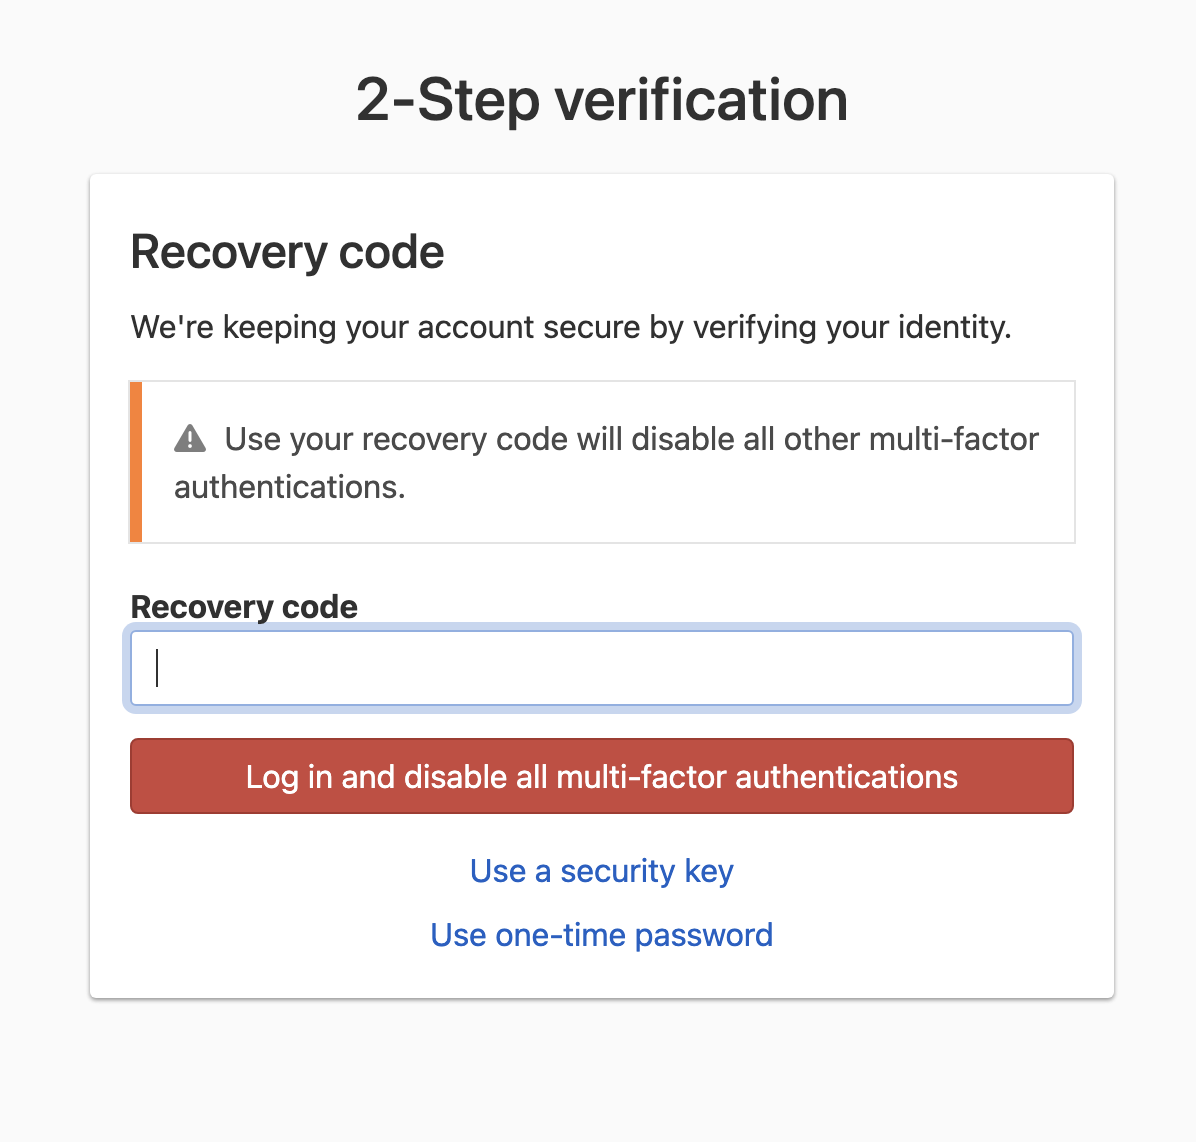 2-Step verification
Recovery code
We're keeping your account secure by verifying your identity.
Use your recovery code will disable all other multi-factor
authentications.
Recovery code
Log in and disable all multi-factor authentications
Use a security key
Use one-time password